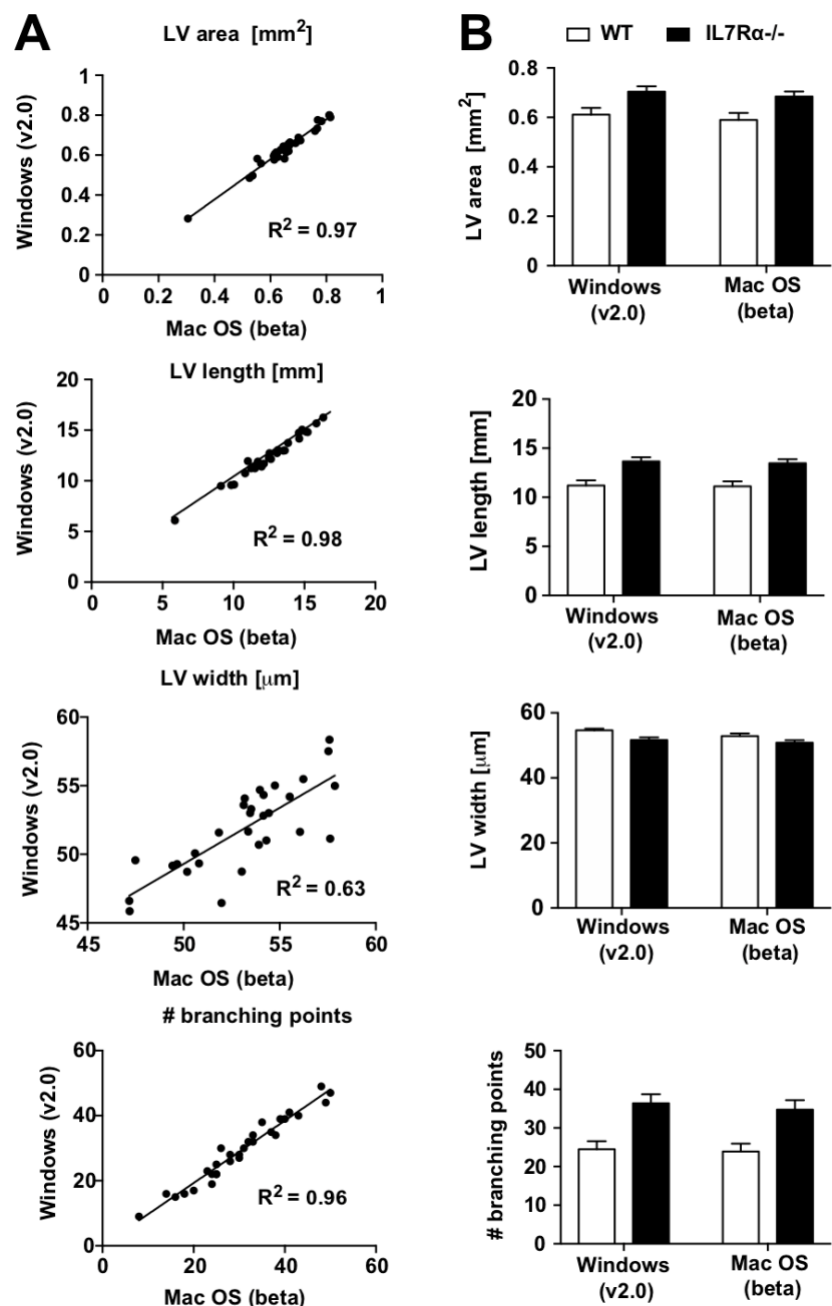 A
LV area [mm²]
Windows (v2.0)
1
0.8
0.6
0.4
0.2
0
R² = 0.97
0 0.2 0.4 0.6 0.8 1
Mac OS (beta)
LV length [mm]
Windows (v2.0)
20
15
10
5
0
R² = 0.98
0 5 10 15 20
Mac OS (beta)
LV width [μm]
Windows (v2.0)
60
55
50
45
R² = 0.63
45 50 55 60
Mac OS (beta)
# branching points
Windows (v2.0)
60
40
20
0
R² = 0.96
0 20 40 60
Mac OS (beta)
B
WT IL7Rα-/-
LV area [mm²]
0.8
0.6
0.4
0.2
0
Windows Mac OS
(v2.0) (beta)
LV length [mm]
20
15
10
5
0
Windows Mac OS
(v2.0) (beta)
LV width [μm]
60
40
20
0
Windows Mac OS
(v2.0) (beta)
# branching points
50
40
30
20
10
0
Windows Mac OS
(v2.0) (beta)